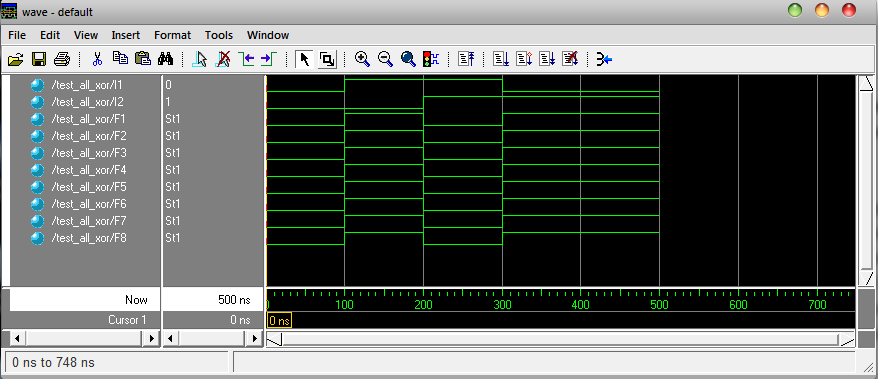 wave - default
File Edit View Insert Format Tools Window
/test_all_xor/I1 0
/test_all_xor/I2 1
/test_all_xor/F1 St1
/test_all_xor/F2 St1
/test_all_xor/F3 St1
/test_all_xor/F4 St1
/test_all_xor/F5 St1
/test_all_xor/F6 St1
/test_all_xor/F7 St1
/test_all_xor/F8 St1
Now 500 ns 0 100 200 300 400 500 600 700
Cursor 1 0 ns 0 ns
0 ns to 748 ns